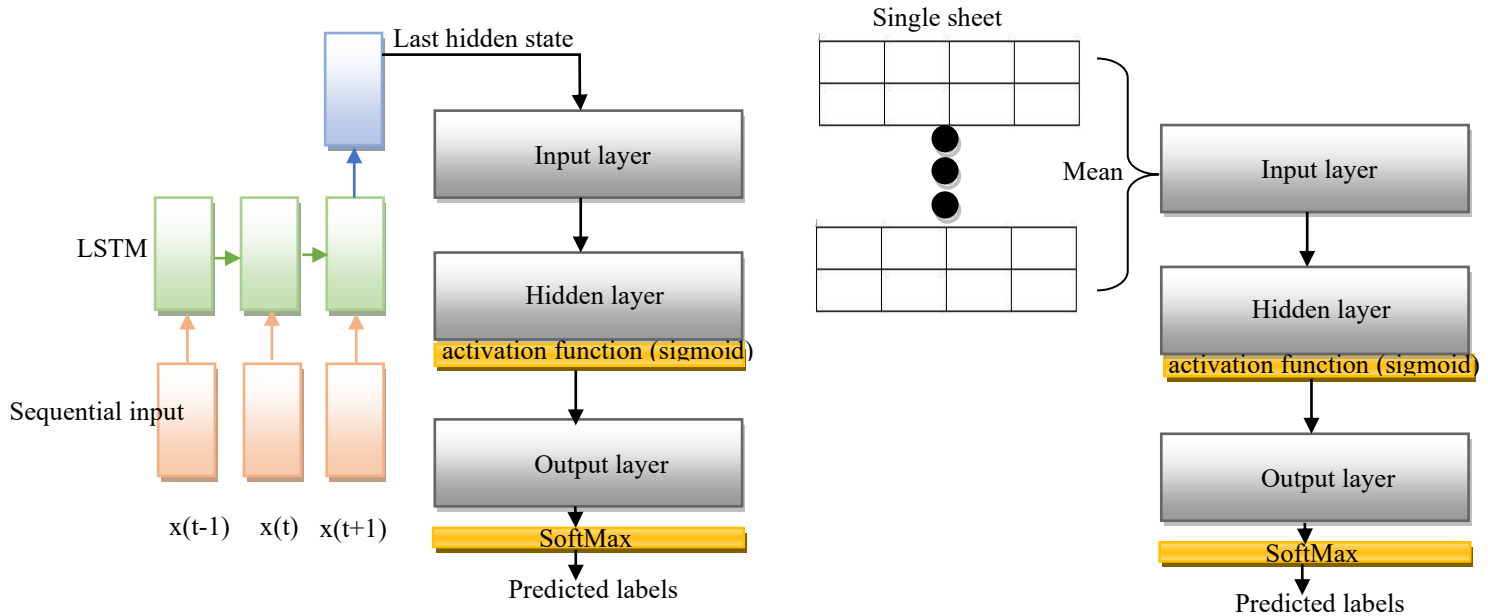 Last hidden state
Input layer
LSTM
Hidden layer
activation function (sigmoid)
Sequential input
Output layer
x(t-1)
x(t)
x(t+1)
SoftMax
Predicted labels
Single sheet
Mean
Input layer
Hidden layer
activation function (sigmoid)
Output layer
SoftMax
Predicted labels